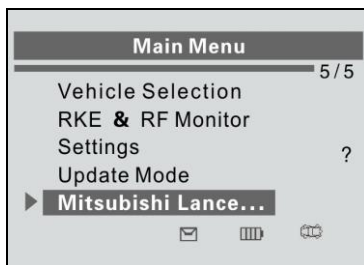 Main Menu
5/5
Vehicle Selection
RKE & RF Monitor
Settings
?
Update Mode
Mitsubishi Lance...